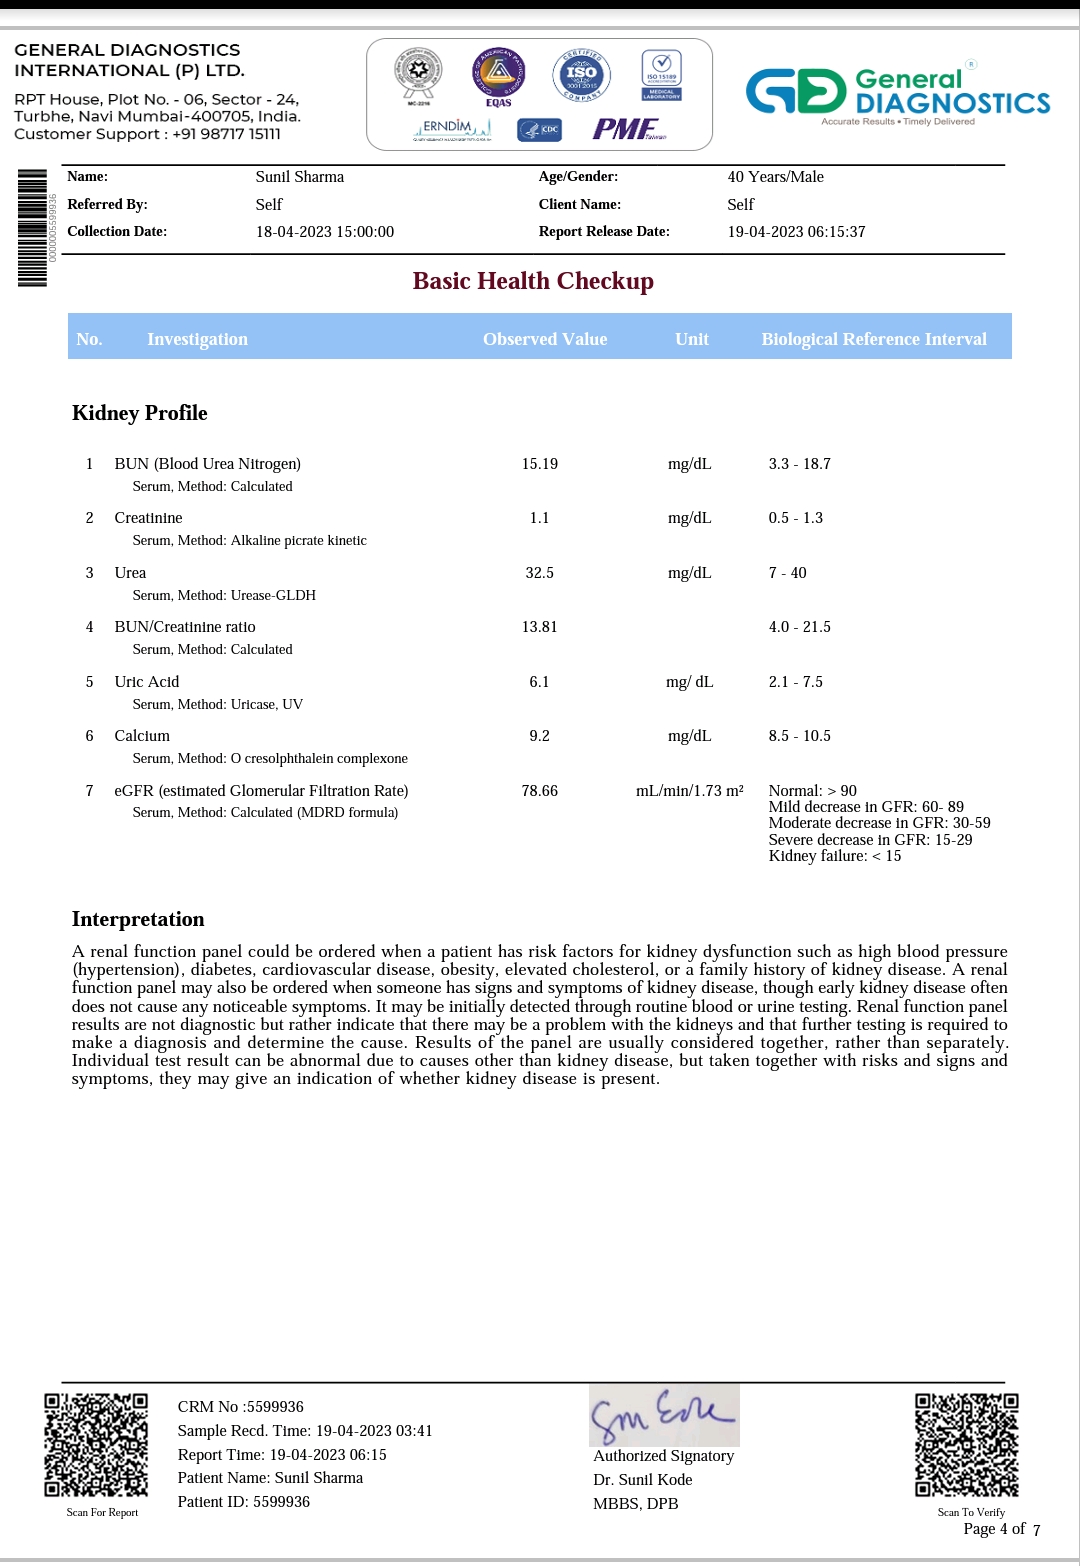 GENERAL DIAGNOSTICS
INTERNATIONAL (P) LTD.
RPT House, Plot No. - 06, Sector - 24,
Turbhe, Navi Mumbai-400705, India.
Customer Support : +91 98717 15111
MC-2216
COLLEGE OF AMERICAN PATHOLOGISTS
EQAS
CERTIFIED
ISO
9001:2015
COMPANY
ISO 15189
ACCREDITATION
MEDICAL
LABORATORY
ERNDIM
CDC
PMF
Taiwan
General
DIAGNOSTICS
®
Accurate Results • Timely Delivered
0000005599936
Name: Sunil Sharma Age/Gender: 40 Years/Male
Referred By: Self Client Name: Self
Collection Date: 18-04-2023 15:00:00 Report Release Date: 19-04-2023 06:15:37
Basic Health Checkup
No. Investigation Observed Value Unit Biological Reference Interval
Kidney Profile
1 BUN (Blood Urea Nitrogen) 15.19 mg/dL 3.3 - 18.7
Serum, Method: Calculated
2 Creatinine 1.1 mg/dL 0.5 - 1.3
Serum, Method: Alkaline picrate kinetic
3 Urea 32.5 mg/dL 7 - 40
Serum, Method: Urease-GLDH
4 BUN/Creatinine ratio 13.81 4.0 - 21.5
Serum, Method: Calculated
5 Uric Acid 6.1 mg/ dL 2.1 - 7.5
Serum, Method: Uricase, UV
6 Calcium 9.2 mg/dL 8.5 - 10.5
Serum, Method: O cresolphthalein complexone
7 eGFR (estimated Glomerular Filtration Rate) 78.66 mL/min/1.73 m² Normal: > 90
Serum, Method: Calculated (MDRD formula) Mild decrease in GFR: 60- 89
Moderate decrease in GFR: 30-59
Severe decrease in GFR: 15-29
Kidney failure: < 15
Interpretation
A renal function panel could be ordered when a patient has risk factors for kidney dysfunction such as high blood pressure
(hypertension), diabetes, cardiovascular disease, obesity, elevated cholesterol, or a family history of kidney disease. A renal
function panel may also be ordered when someone has signs and symptoms of kidney disease, though early kidney disease often
does not cause any noticeable symptoms. It may be initially detected through routine blood or urine testing. Renal function panel
results are not diagnostic but rather indicate that there may be a problem with the kidneys and that further testing is required to
make a diagnosis and determine the cause. Results of the panel are usually considered together, rather than separately.
Individual test result can be abnormal due to causes other than kidney disease, but taken together with risks and signs and
symptoms, they may give an indication of whether kidney disease is present.
Scan For Report
CRM No :5599936
Sample Recd. Time: 19-04-2023 03:41
Report Time: 19-04-2023 06:15
Patient Name: Sunil Sharma
Patient ID: 5599936
Authorized Signatory
Dr. Sunil Kode
MBBS, DPB
Scan To Verify
Page 4 of 7